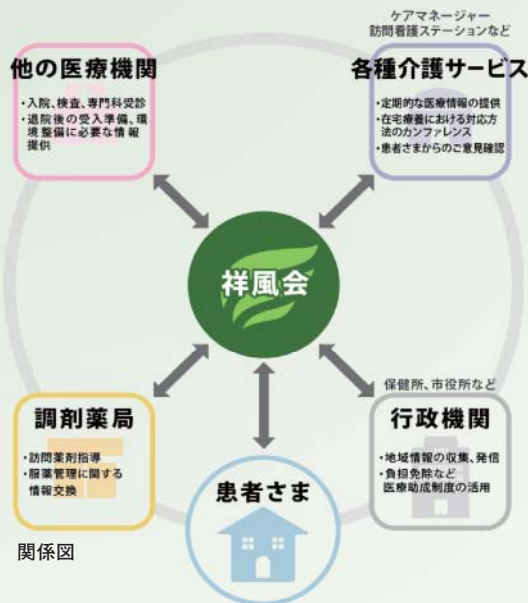 他の医療機関
・入院、検査、専門科受診
・退院後の受入準備、環
境整備に必要な情報
提供
ケアマネージャー
訪問看護ステーションなど
各種介護サービス
・定期的な医療情報の提供
・在宅療養における対応方
法のカンファレンス
・患者さまからのご意見確認
祥風会
調剤薬局
・訪問薬剤指導
・服薬管理に関する
情報交換
患者さま
保健所、市役所など
行政機関
・地域情報の収集、発信
・負担免除など
医療助成制度の活用
関係図